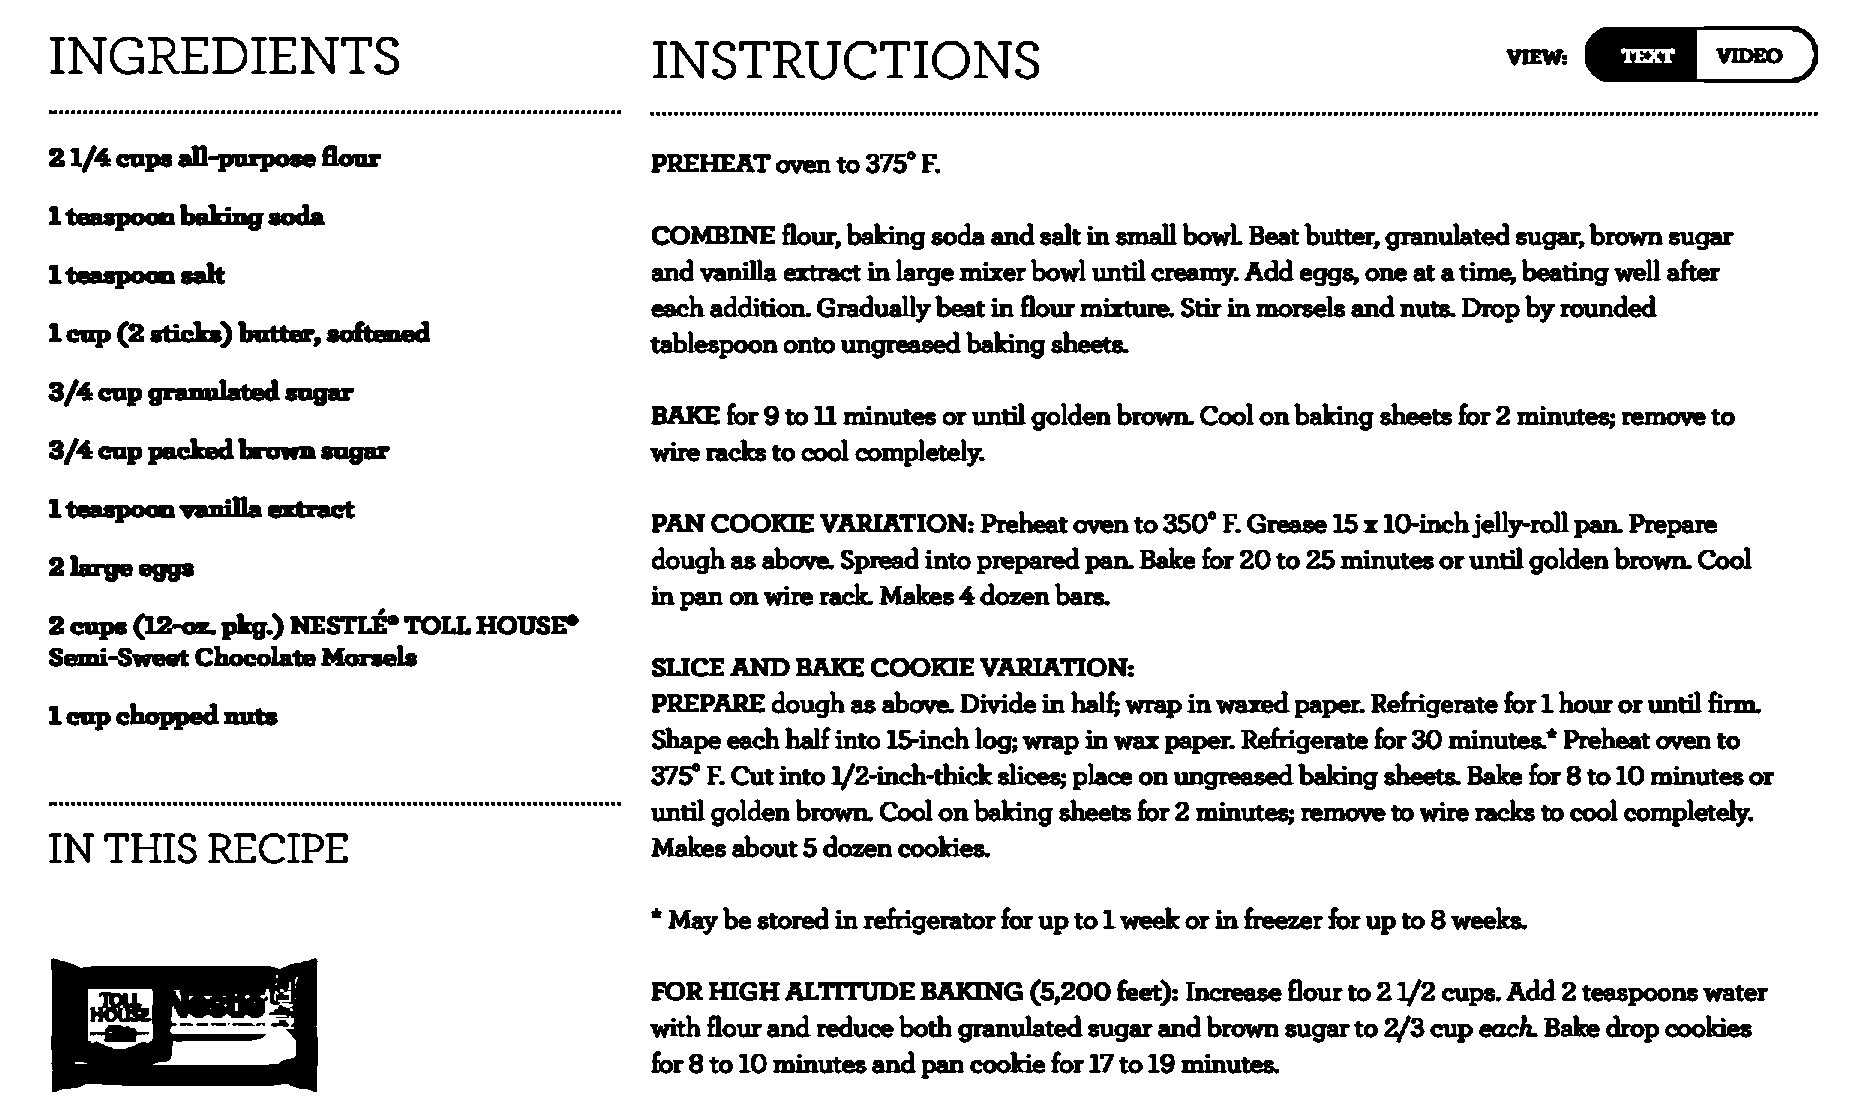 INGREDIENTS
2 1/4 cups all-purpose flour
1 teaspoon baking soda
1 teaspoon salt
1 cup (2 sticks) butter, softened
3/4 cup granulated sugar
3/4 cup packed brown sugar
1 teaspoon vanilla extract
2 large eggs
2 cups (12-oz. pkg.) NESTLÉ® TOLL HOUSE®
Semi-Sweet Chocolate Morsels
1 cup chopped nuts
IN THIS RECIPE
TOLL
HOUSE
Nestlé
INSTRUCTIONS
VIEW: TEXT VIDEO
PREHEAT oven to 375° F.
COMBINE flour, baking soda and salt in small bowl. Beat butter, granulated sugar, brown sugar
and vanilla extract in large mixer bowl until creamy. Add eggs, one at a time, beating well after
each addition. Gradually beat in flour mixture. Stir in morsels and nuts. Drop by rounded
tablespoon onto ungreased baking sheets.
BAKE for 9 to 11 minutes or until golden brown. Cool on baking sheets for 2 minutes; remove to
wire racks to cool completely.
PAN COOKIE VARIATION: Preheat oven to 350° F. Grease 15 x 10-inch jelly-roll pan. Prepare
dough as above. Spread into prepared pan. Bake for 20 to 25 minutes or until golden brown. Cool
in pan on wire rack. Makes 4 dozen bars.
SLICE AND BAKE COOKIE VARIATION:
PREPARE dough as above. Divide in half; wrap in waxed paper. Refrigerate for 1 hour or until firm.
Shape each half into 15-inch log; wrap in wax paper. Refrigerate for 30 minutes.* Preheat oven to
375° F. Cut into 1/2-inch-thick slices; place on ungreased baking sheets. Bake for 8 to 10 minutes or
until golden brown. Cool on baking sheets for 2 minutes; remove to wire racks to cool completely.
Makes about 5 dozen cookies.
* May be stored in refrigerator for up to 1 week or in freezer for up to 8 weeks.
FOR HIGH ALTITUDE BAKING (5,200 feet): Increase flour to 2 1/2 cups. Add 2 teaspoons water
with flour and reduce both granulated sugar and brown sugar to 2/3 cup each. Bake drop cookies
for 8 to 10 minutes and pan cookie for 17 to 19 minutes.